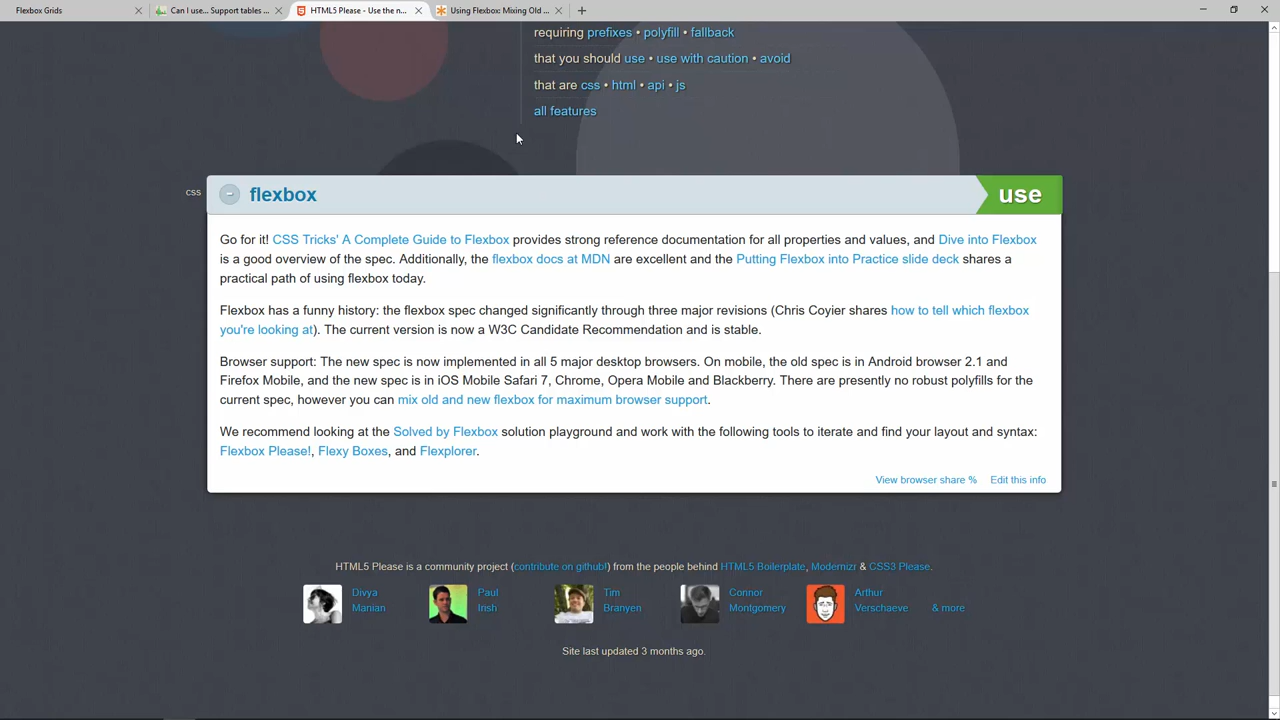 Flexbox Grids
Can I use... Support tables ...
HTML5 Please - Use the n...
Using Flexbox: Mixing Old ...
requiring prefixes • polyfill • fallback
that you should use • use with caution • avoid
that are css • html • api • js
all features
css
flexbox
use
Go for it! CSS Tricks' A Complete Guide to Flexbox provides strong reference documentation for all properties and values, and Dive into Flexbox
is a good overview of the spec. Additionally, the flexbox docs at MDN are excellent and the Putting Flexbox into Practice slide deck shares a
practical path of using flexbox today.
Flexbox has a funny history: the flexbox spec changed significantly through three major revisions (Chris Coyier shares how to tell which flexbox
you're looking at). The current version is now a W3C Candidate Recommendation and is stable.
Browser support: The new spec is now implemented in all 5 major desktop browsers. On mobile, the old spec is in Android browser 2.1 and
Firefox Mobile, and the new spec is in iOS Mobile Safari 7, Chrome, Opera Mobile and Blackberry. There are presently no robust polyfills for the
current spec, however you can mix old and new flexbox for maximum browser support.
We recommend looking at the Solved by Flexbox solution playground and work with the following tools to iterate and find your layout and syntax:
Flexbox Please!, Flexy Boxes, and Flexplorer.
View browser share % Edit this info
HTML5 Please is a community project (contribute on github!) from the people behind HTML5 Boilerplate, Modernizr & CSS3 Please.
Divya
Manian
Paul
Irish
Tim
Branyen
Connor
Montgomery
Arthur
Verschaeve
& more
Site last updated 3 months ago.